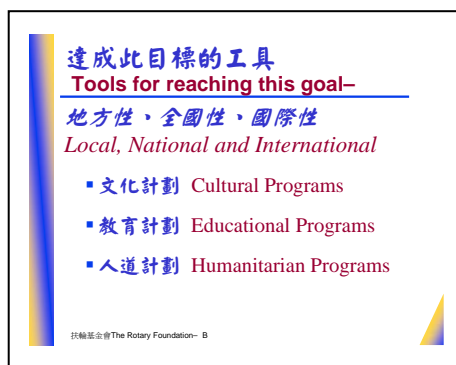 達成此目標的工具
Tools for reaching this goal–
地方性、全國性、國際性
Local, National and International
▪文化計劃 Cultural Programs
▪教育計劃 Educational Programs
▪人道計劃 Humanitarian Programs
扶輪基金會The Rotary Foundation– B